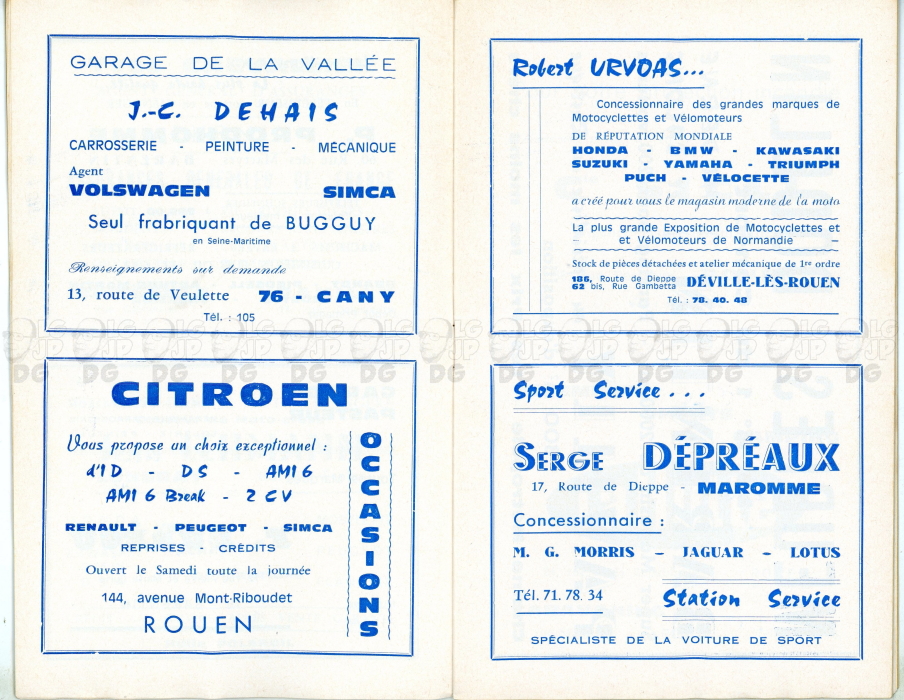 GARAGE DE LA VALLÉE
J.-C. DEHAIS
CARROSSERIE - PEINTURE - MÉCANIQUE
Agent
VOLSWAGEN SIMCA
Seul frabriquant de BUGGUY
en Seine-Maritime
Renseignements sur demande
13, route de Veulette 76 - CANY
Tél. : 105
CITROEN
Vous propose un choix exceptionnel :
d'ID - DS - AMI 6
AMI 6 Break - 2 CV
RENAULT - PEUGEOT - SIMCA
REPRISES - CRÉDITS
Ouvert le Samedi toute la journée
144, avenue Mont-Riboudet
ROUEN
OCCASIONS
Robert URVOAS...
Concessionnaire des grandes marques de
Motocyclettes et Vélomoteurs
DE RÉPUTATION MONDIALE
HONDA - BMW - KAWASAKI
SUZUKI - YAMAHA - TRIUMPH
PUCH - VÉLOCETTE
a créé pour vous le magasin moderne de la moto
La plus grande Exposition de Motocyclettes et
- et Vélomoteurs de Normandie -
Stock de pièces détachées et atelier mécanique de 1re ordre
186, Route de Dieppe
62 bis, Rue Gambatta DÉVILLE-LÈS-ROUEN
Tél. : 78. 40. 48
Sport Service...
SERGE DÉPRÉAUX
17, Route de Dieppe - MAROMME
Concessionnaire :
M. G. MORRIS - JAGUAR - LOTUS
Tél. 71. 78. 34 Station Service
SPÉCIALISTE DE LA VOITURE DE SPORT